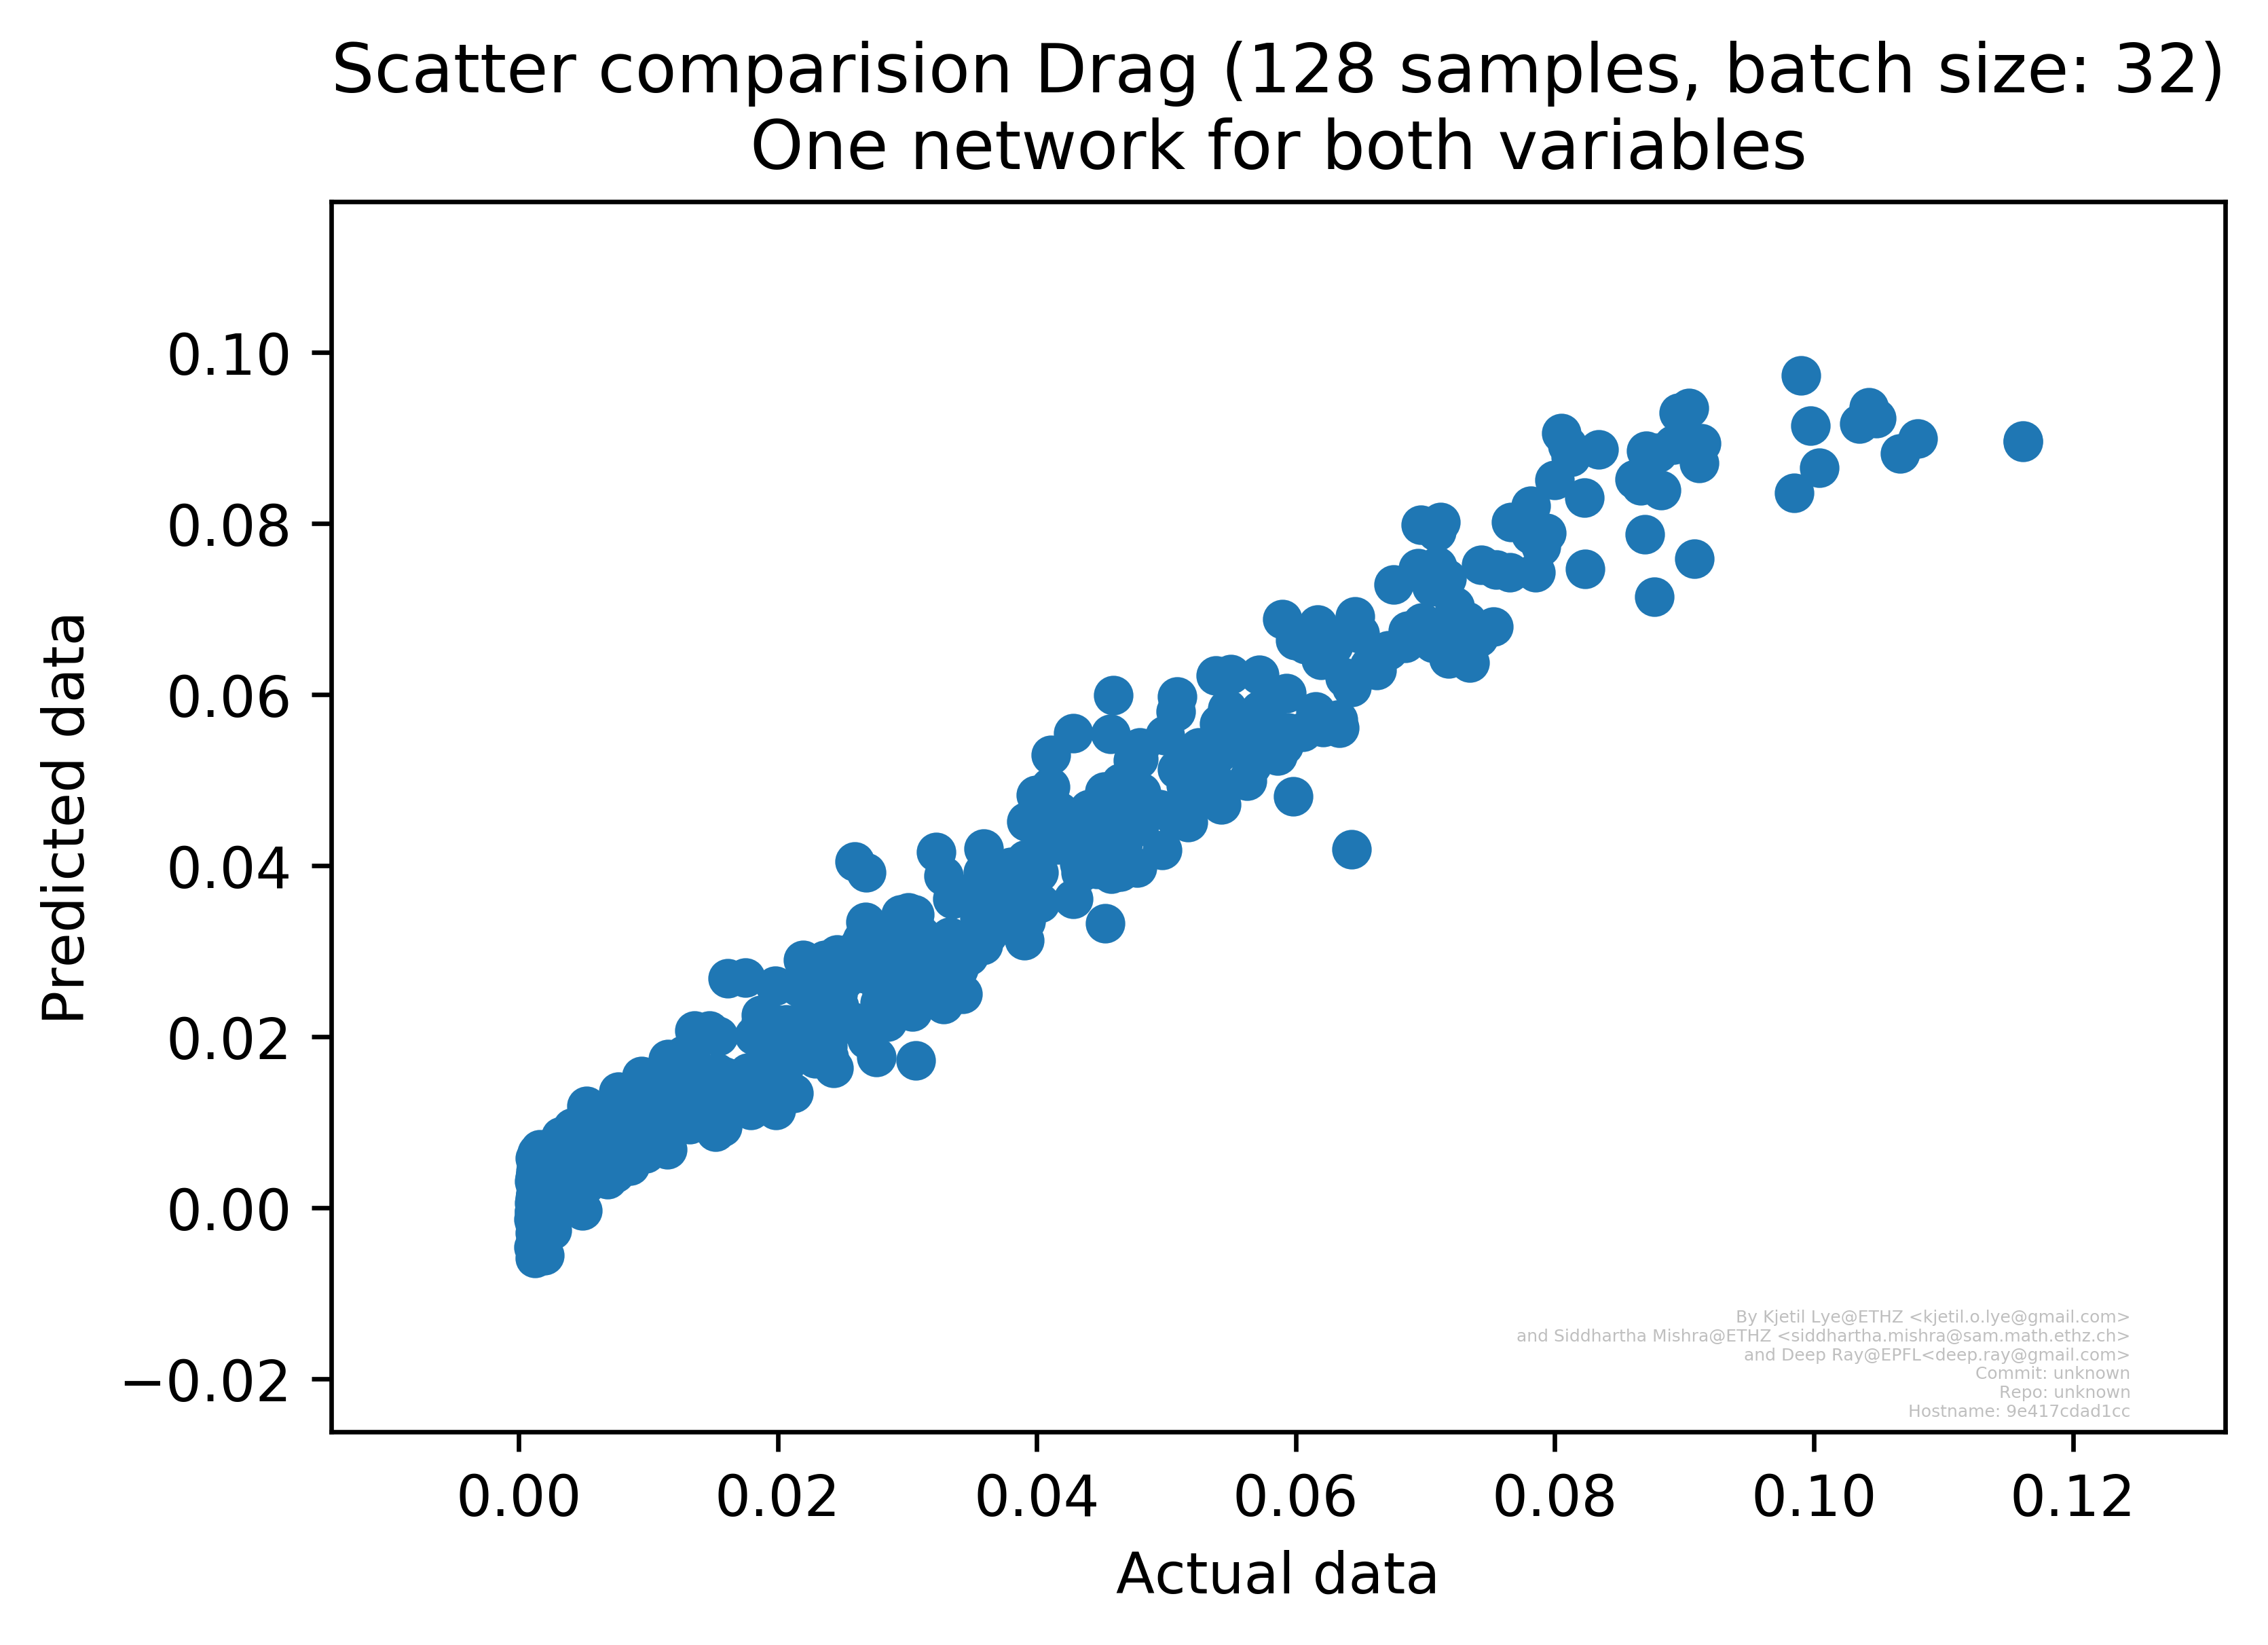 Scatter comparision Drag (128 samples, batch size: 32)
One network for both variables
0.10
0.08
0.06
0.04
0.02
0.00
−0.02
Predicted data
0.00 0.02 0.04 0.06 0.08 0.10 0.12
Actual data
By Kjetil Lye@ETHZ <kjetil.o.lye@gmail.com>
and Siddhartha Mishra@ETHZ <siddhartha.mishra@sam.math.ethz.ch>
and Deep Ray@EPFL<deep.ray@gmail.com>
Commit: unknown
Repo: unknown
Hostname: 9e417cdad1cc